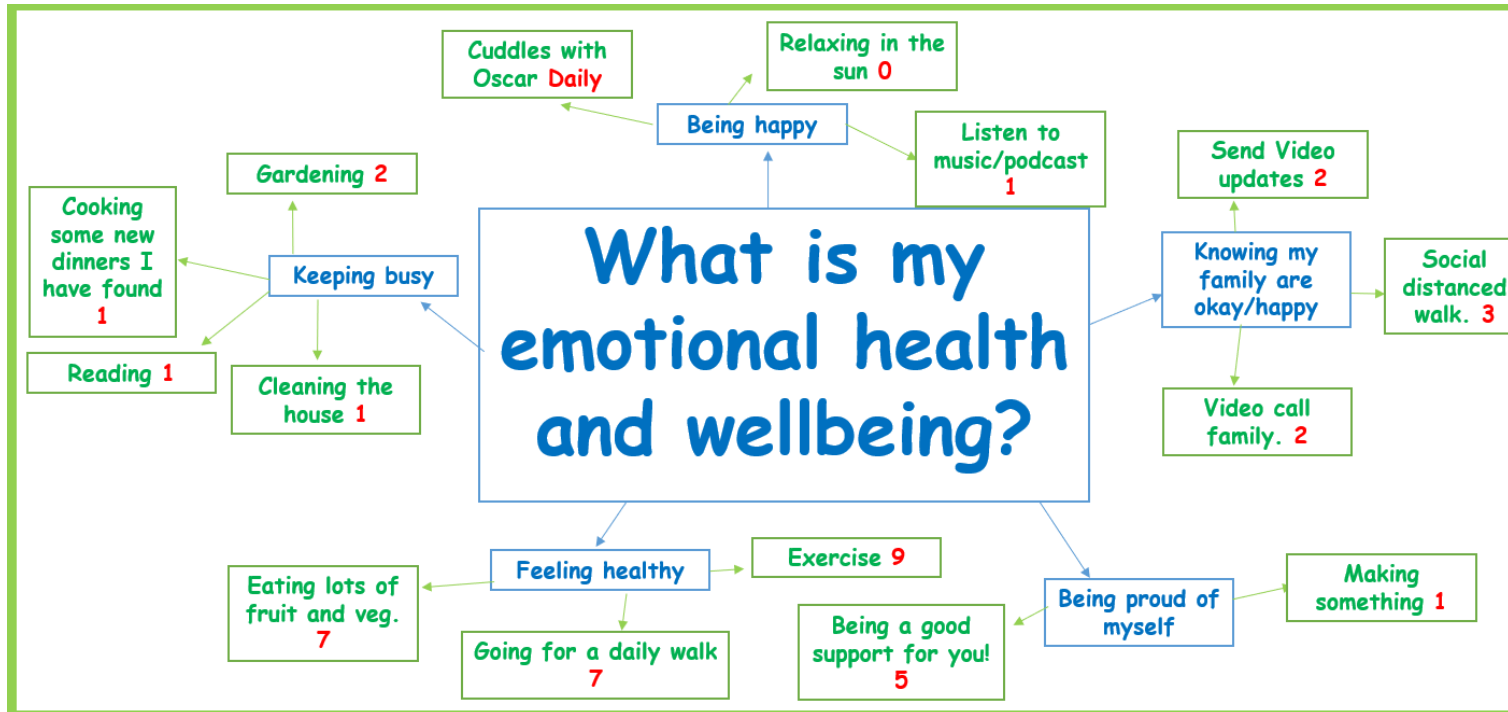 Cuddles with
Oscar Daily
Relaxing in the
sun 0
Being happy
Listen to
music/podcast
1
Send Video
updates 2
Gardening 2
Cooking
some new
dinners I
have found
1
Keeping busy
Reading 1
Cleaning the
house 1
What is my
emotional health
and wellbeing?
Knowing my
family are
okay/happy
Social
distanced
walk. 3
Video call
family. 2
Feeling healthy
Exercise 9
Eating lots of
fruit and veg.
7
Going for a daily walk
7
Being a good
support for you!
5
Being proud of
myself
Making
something 1